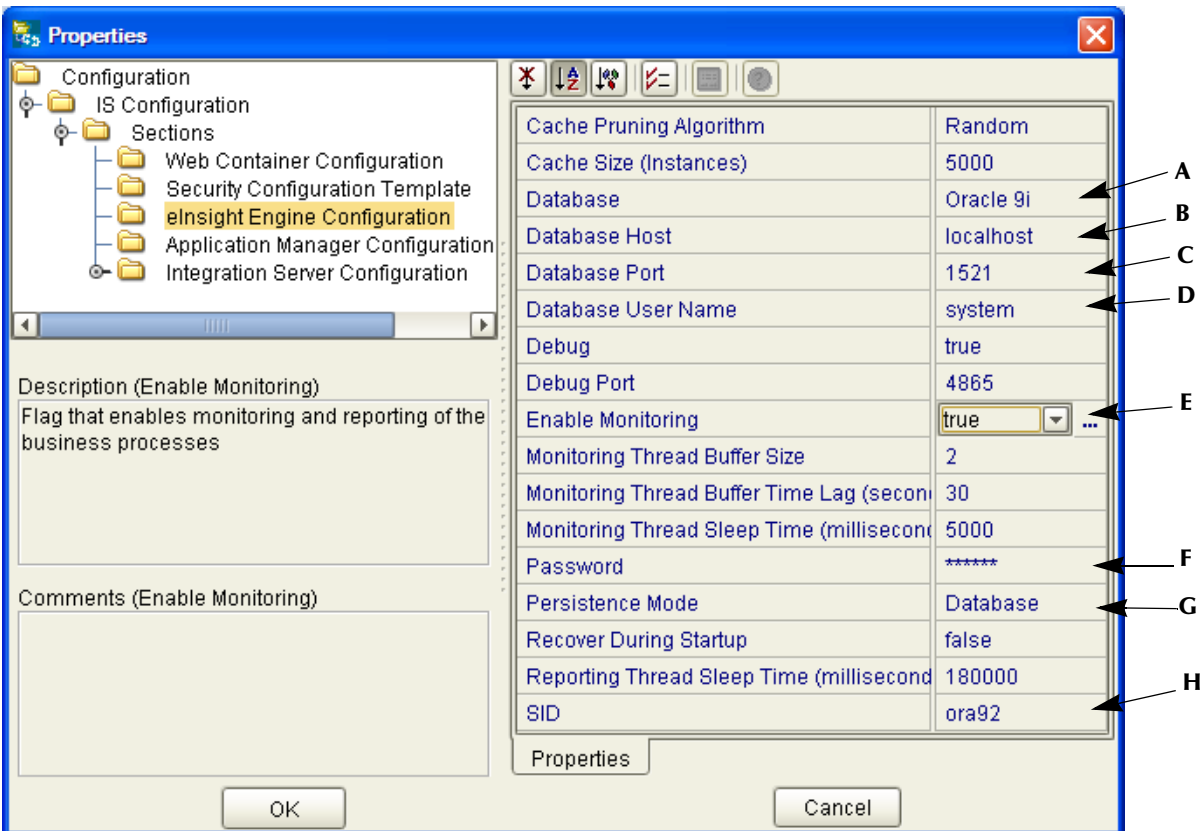 Properties
Configuration
IS Configuration
Sections
Web Container Configuration
Security Configuration Template
eInsight Engine Configuration
Application Manager Configuration
Integration Server Configuration
Description (Enable Monitoring)
Flag that enables monitoring and reporting of the
business processes
Comments (Enable Monitoring)
Cache Pruning Algorithm Random
Cache Size (Instances) 5000
Database Oracle 9i A
Database Host localhost B
Database Port 1521 C
Database User Name system D
Debug true
Debug Port 4865
Enable Monitoring true ... E
Monitoring Thread Buffer Size 2
Monitoring Thread Buffer Time Lag (secon 30
Monitoring Thread Sleep Time (millisecond 5000
Password ****** F
Persistence Mode Database G
Recover During Startup false
Reporting Thread Sleep Time (millisecond 180000
SID ora92 H
Properties
OK Cancel